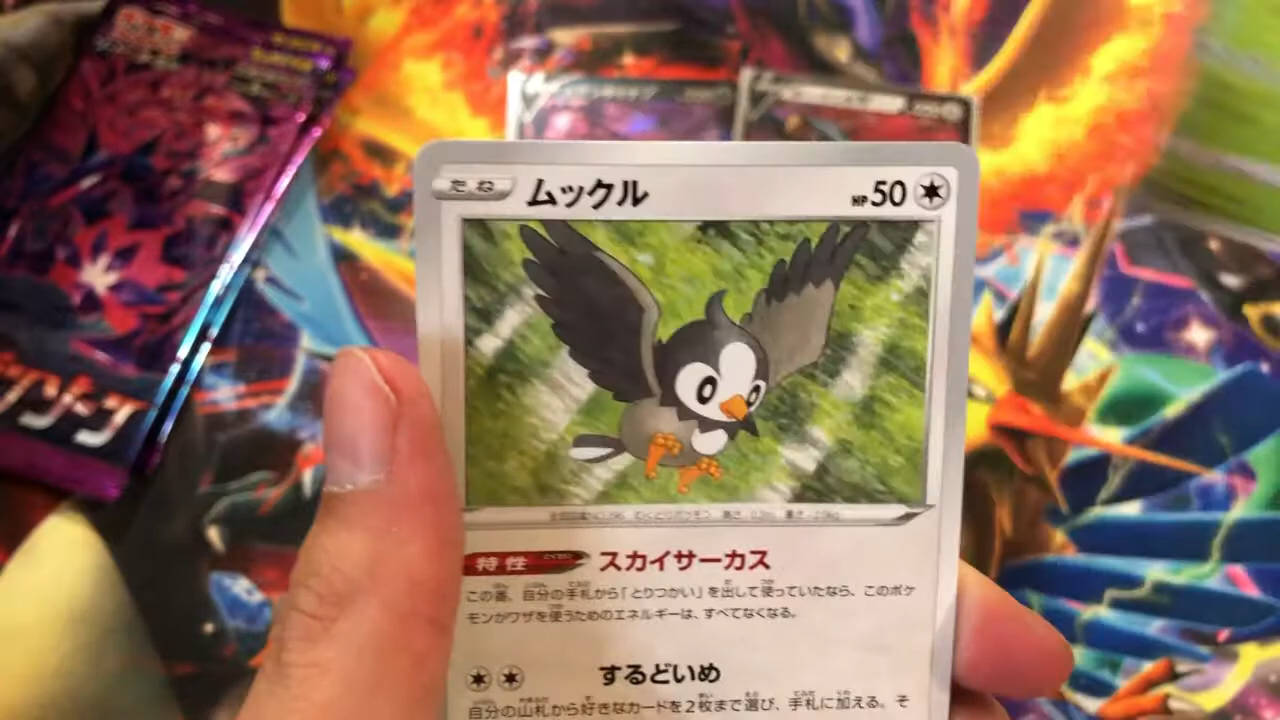 たね ムックル HP50
特性 スカイサーカス
この番、自分の手札から「とりつかい」を出して使っていたなら、このポケ
モンがワザを使うためのエネルギーは、すべてなくなる。
するどいめ
自分の山札から好きなカードを2枚まで選び、手札に加える。そ